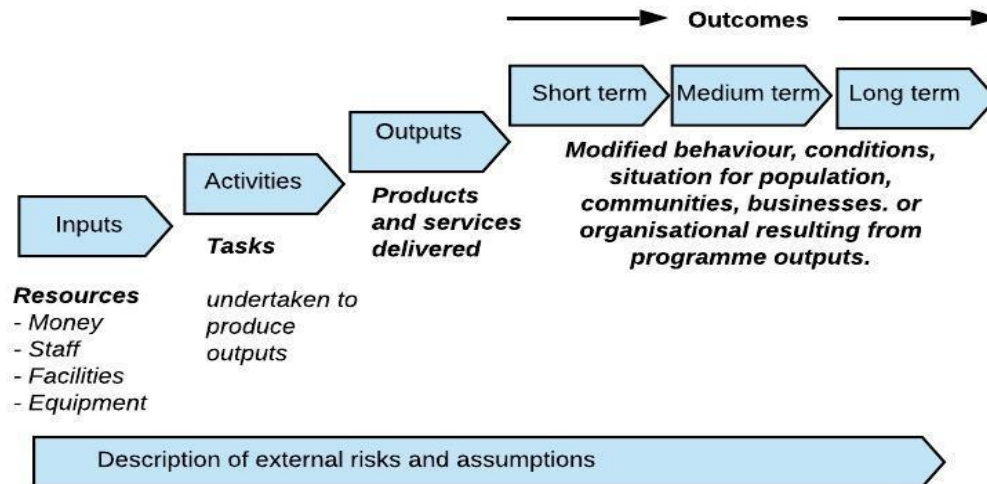 Outcomes
Short term
Medium term
Long term
Modified behaviour, conditions,
situation for population,
communities, businesses. or
organisational resulting from
programme outputs.
Outputs
Products
and services
delivered
Activities
Tasks
undertaken to
produce
outputs
Inputs
Resources
- Money
- Staff
- Facilities
- Equipment
Description of external risks and assumptions